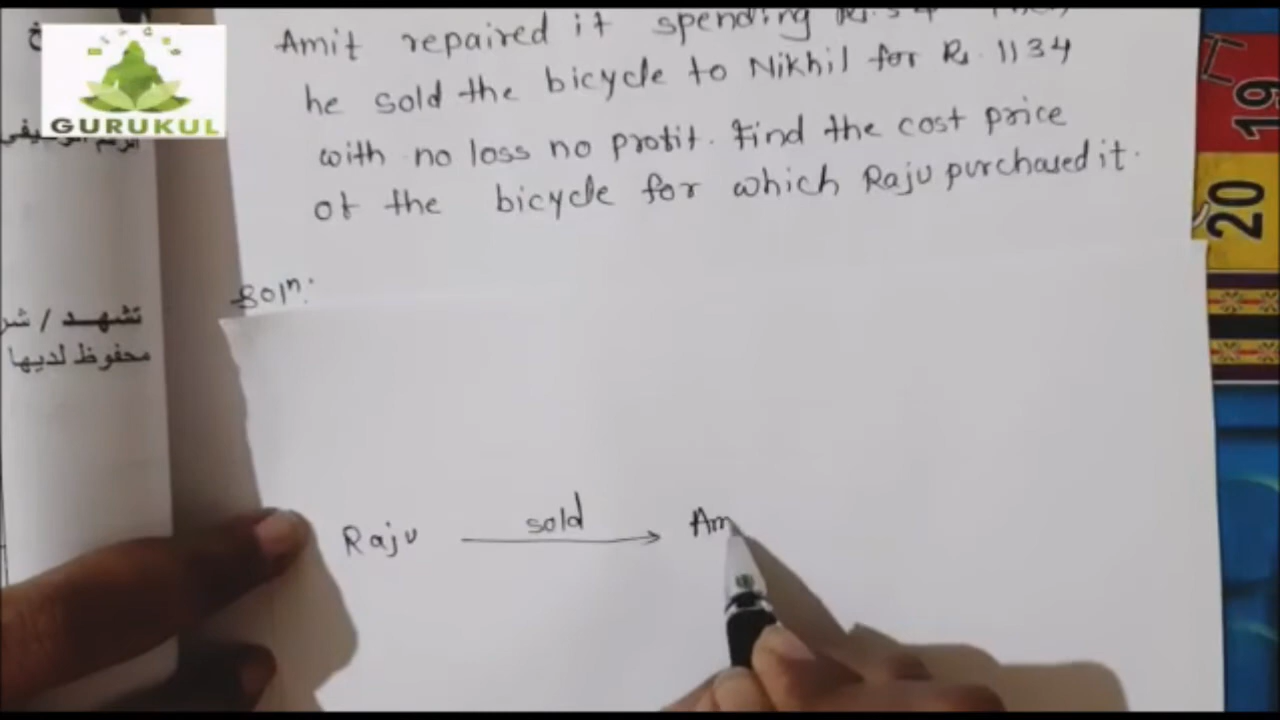 GURUKUL
Amit repaired it spending Rs. 54
he sold the bicycle to Nikhil for Rs. 1134
with no loss no profit. Find the cost price
of the bicycle for which Raju purchased it.
Soln:
تشهد / شر
محفوظ لديها
Raju sold Am
19
20